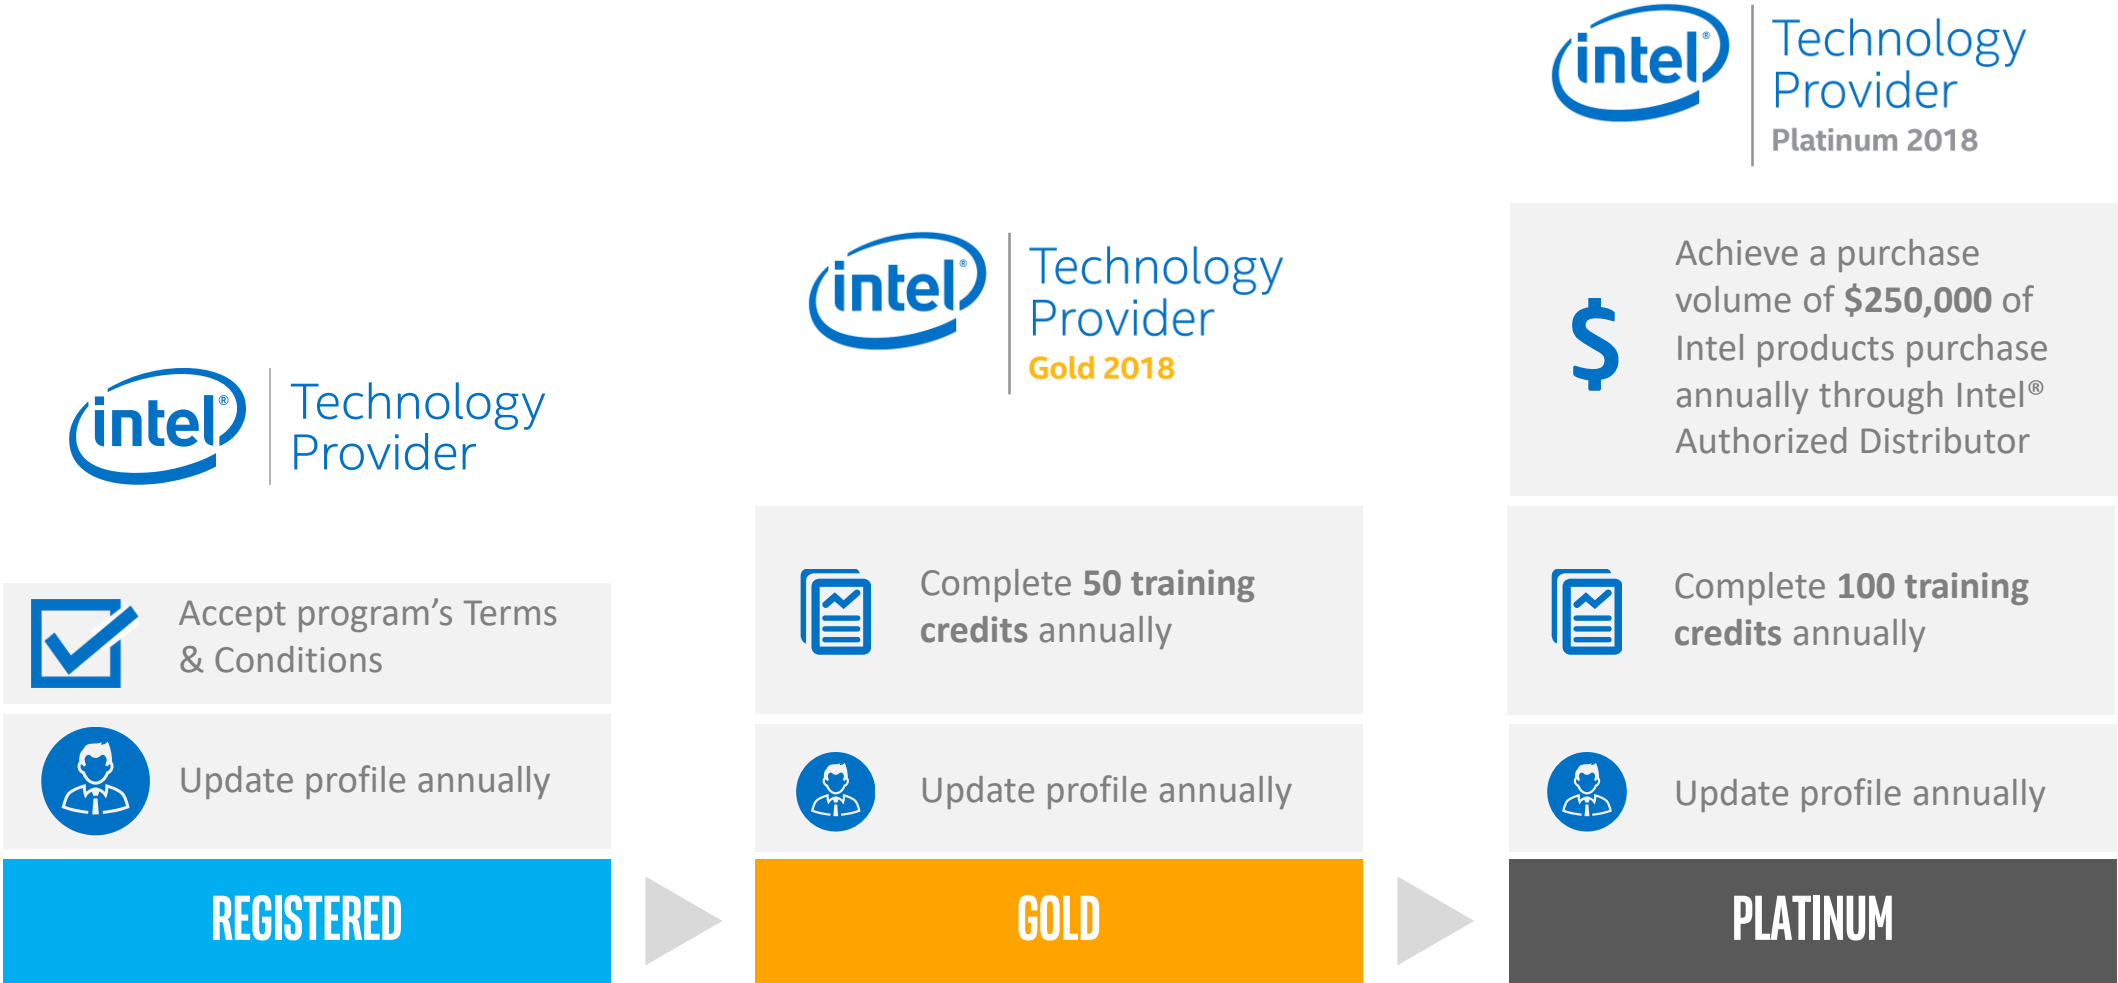 intel®
Technology
Provider
Accept program's Terms
& Conditions
Update profile annually
REGISTERED
intel®
Technology
Provider
Gold 2018
Complete 50 training
credits annually
Update profile annually
GOLD
intel®
Technology
Provider
Platinum 2018
$
Achieve a purchase
volume of $250,000 of
Intel products purchase
annually through Intel®
Authorized Distributor
Complete 100 training
credits annually
Update profile annually
PLATINUM